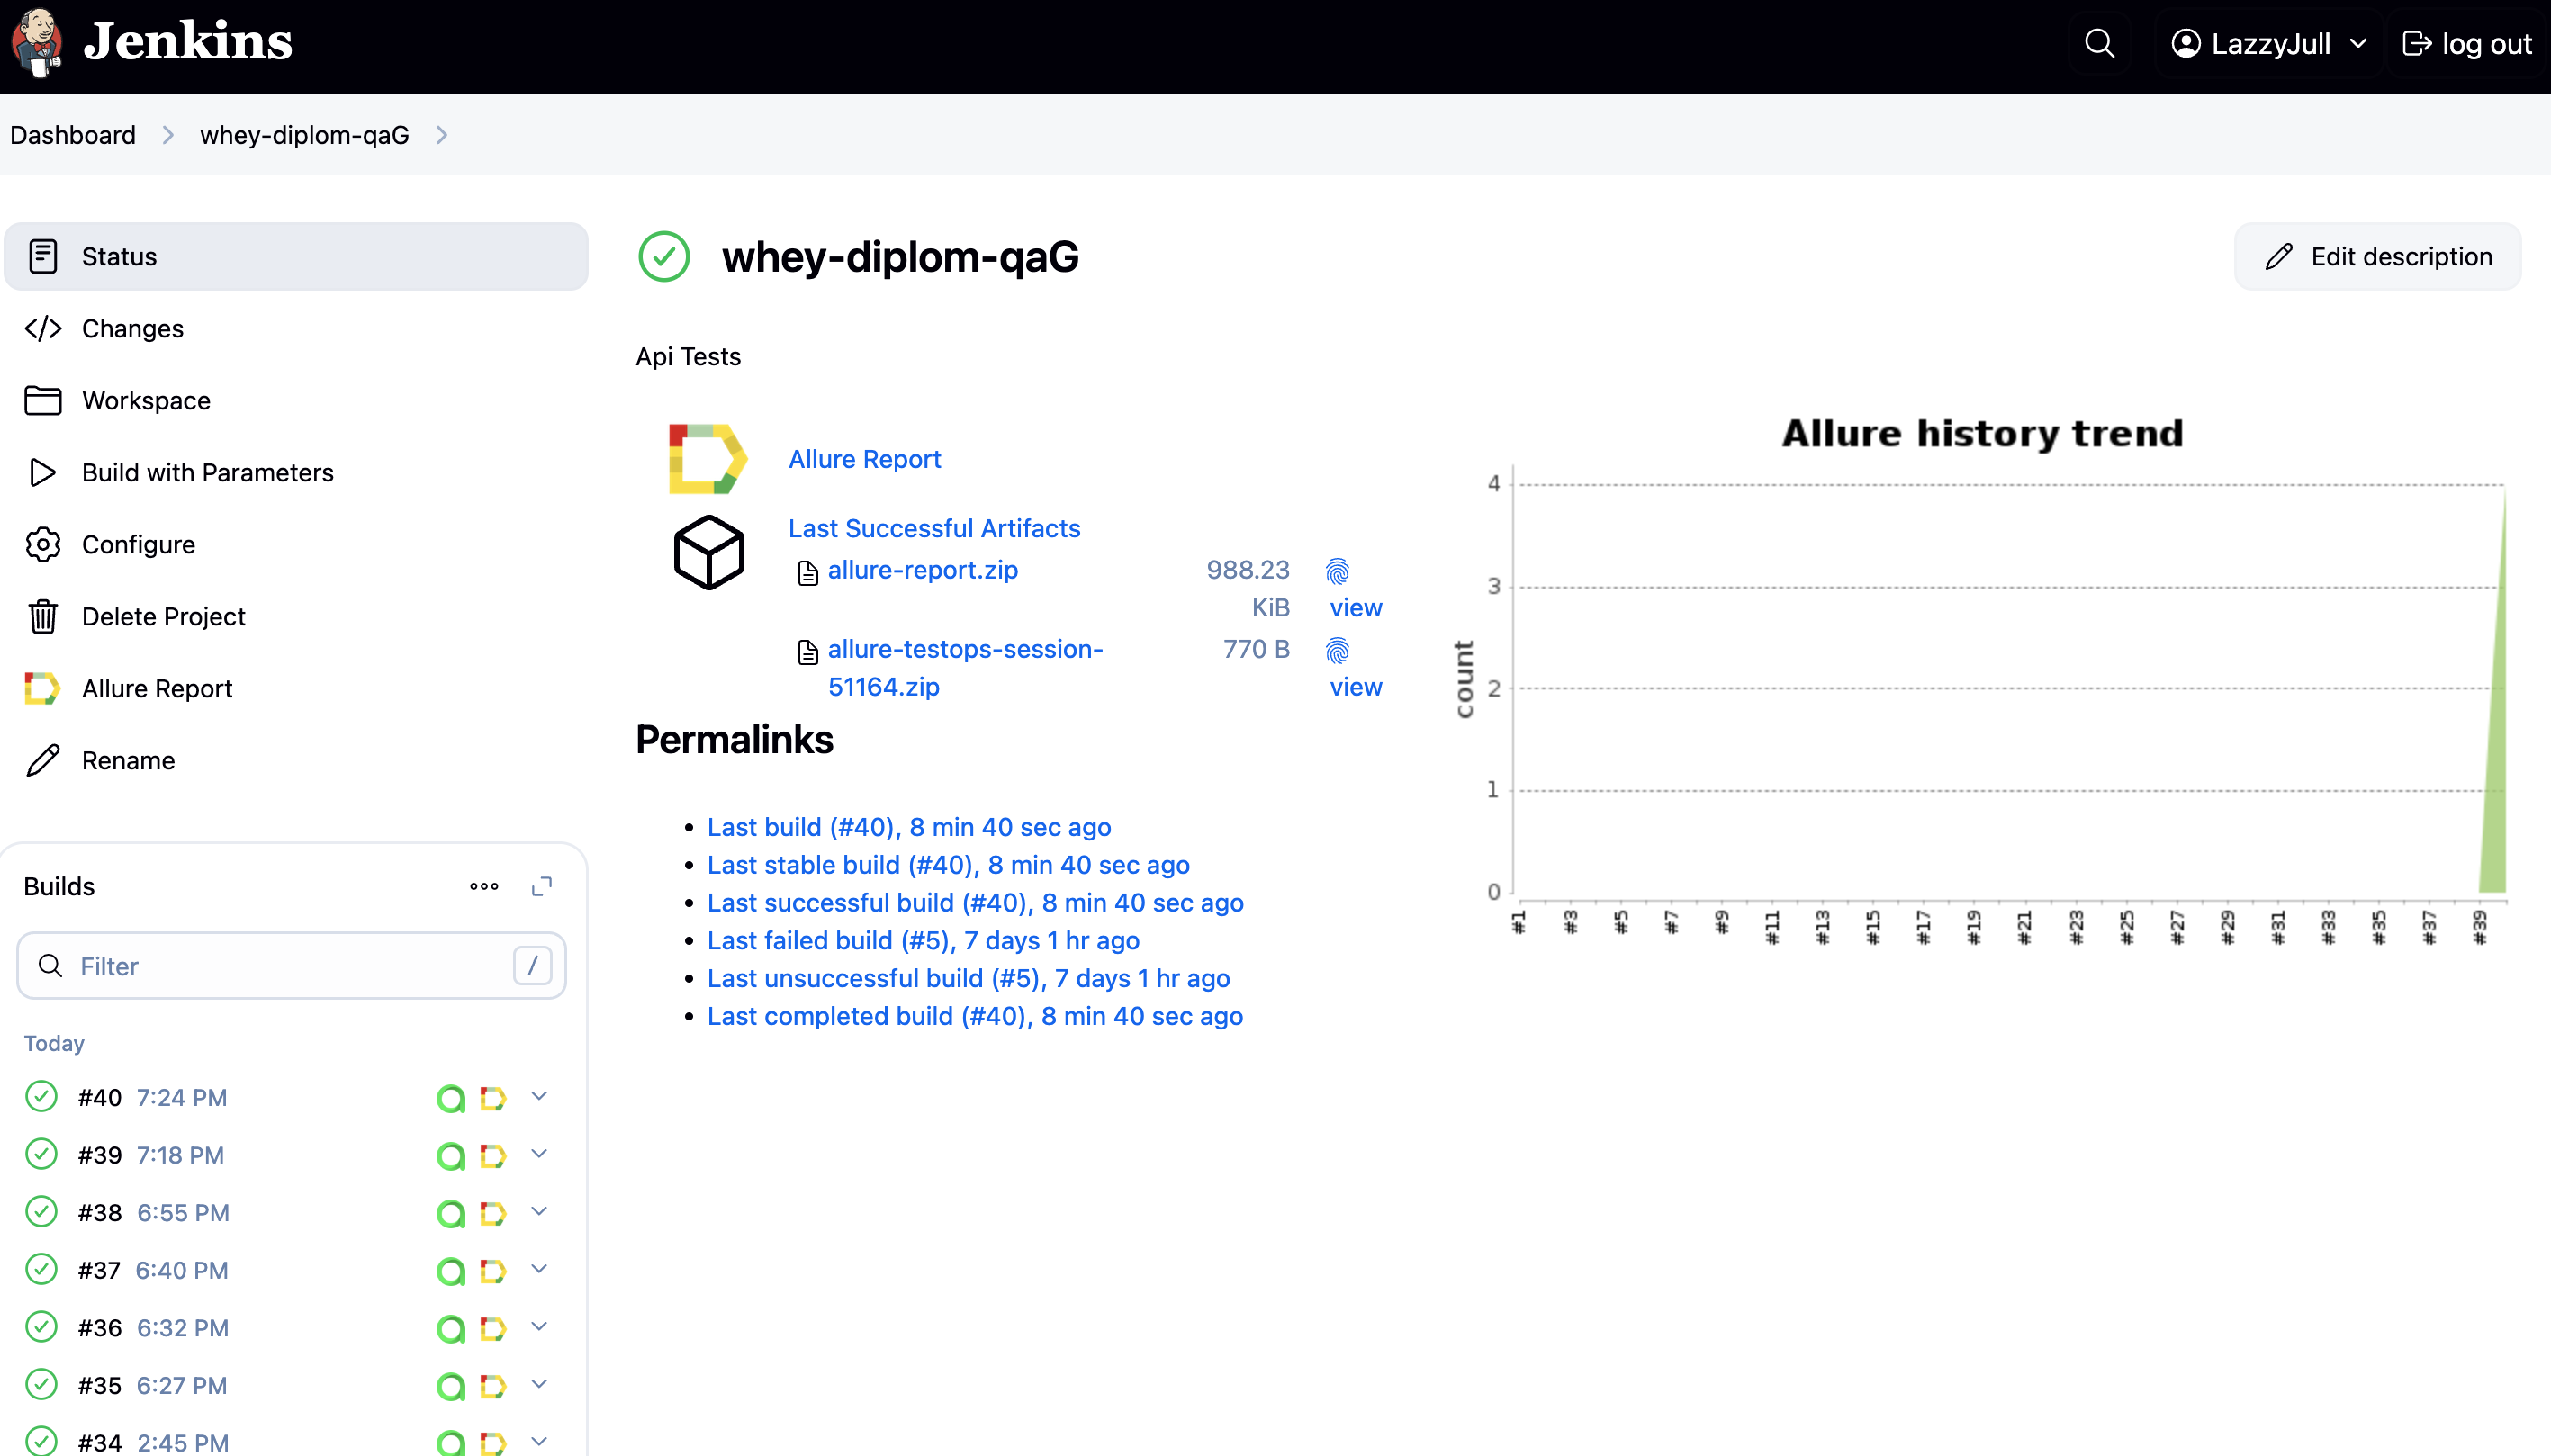 Jenkins
LazzyJull
log out
Dashboard
whey-diplom-qaG
Status
Changes
Workspace
Build with Parameters
Configure
Delete Project
Allure Report
Rename
Builds
Filter
/
Today
#40 7:24 PM
#39 7:18 PM
#38 6:55 PM
#37 6:40 PM
#36 6:32 PM
#35 6:27 PM
#34 2:45 PM
whey-diplom-qaG
Edit description
Api Tests
Allure Report
Last Successful Artifacts
allure-report.zip
988.23
KiB
view
allure-testops-session-
51164.zip
770 B
view
Permalinks
Last build (#40), 8 min 40 sec ago
Last stable build (#40), 8 min 40 sec ago
Last successful build (#40), 8 min 40 sec ago
Last failed build (#5), 7 days 1 hr ago
Last unsuccessful build (#5), 7 days 1 hr ago
Last completed build (#40), 8 min 40 sec ago
Allure history trend
count
4
3
2
1
0
#1 #3 #5 #7 #9 #11 #13 #15 #17 #19 #21 #23 #25 #27 #29 #31 #33 #35 #37 #39